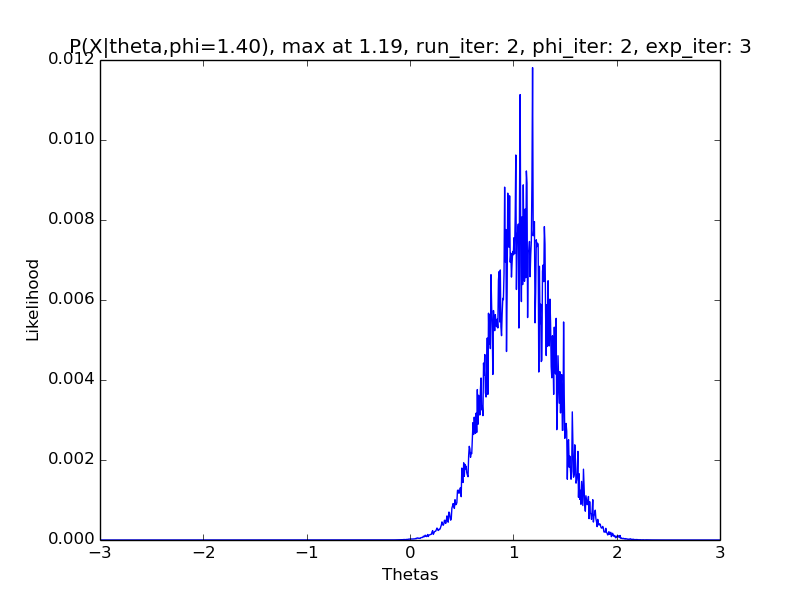 P(X|theta,phi=1.40), max at 1.19, run_iter: 2, phi_iter: 2, exp_iter: 3
0.012
0.010
0.008
0.006
0.004
0.002
0.000
Likelihood
−3 −2 −1 0 1 2 3
Thetas